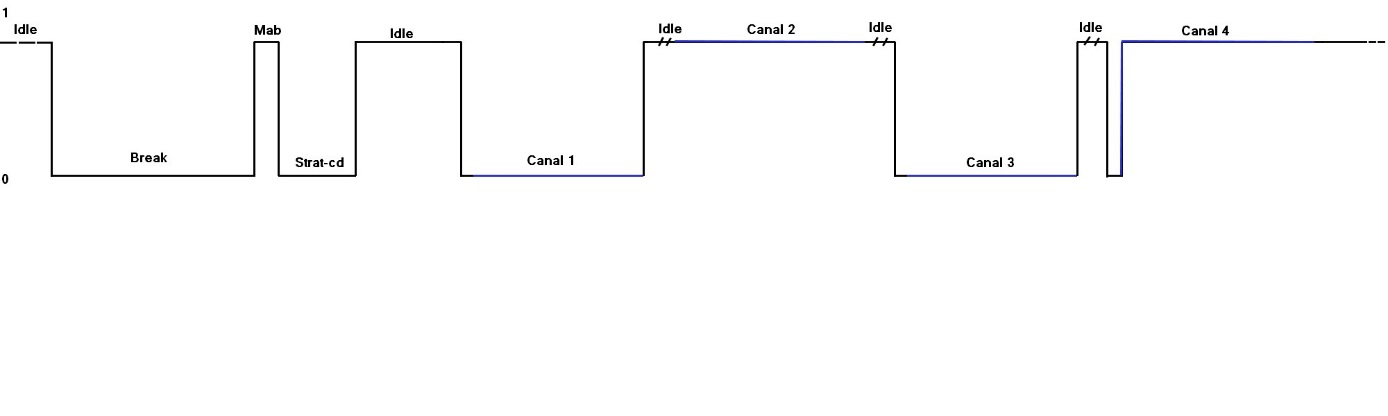 1
Idle
Mab
Idle
Idle
Canal 2
Idle
Idle
Canal 4
Break
Strat-cd
Canal 1
Canal 3
0